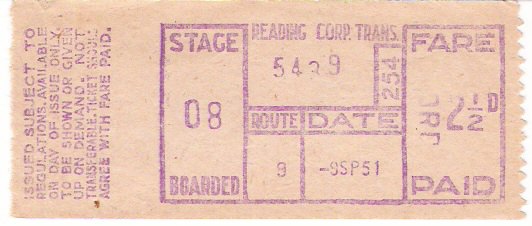 ISSUED SUBJECT TO
REGULATIONS. AVAILABLE
ON DAY OF ISSUE ONLY.
TO BE SHOWN OR GIVEN
UP ON DEMAND. NOT
TRANSFERABLE. TICKET SHOULD
AGREE WITH FARE PAID.
STAGE
08
BOARDED
READING CORP. TRANS.
254
ROUTE
9
DATE
-9SP51
FARE
2½D
ORD
PAID